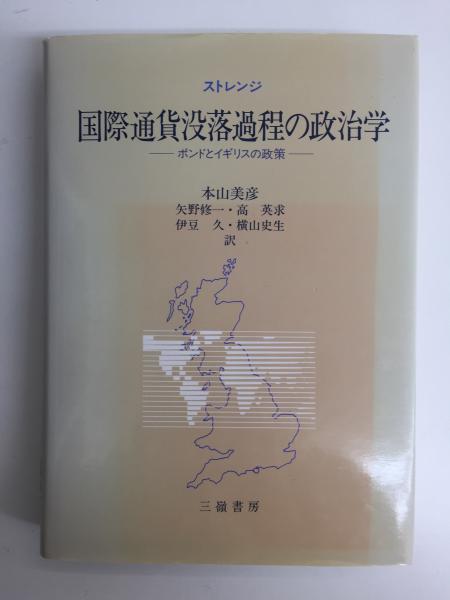 ストレンジ
国際通貨没落過程の政治学
──ポンドとイギリスの政策──
本山美彦
矢野修一・高 英求
伊豆 久・横山史生
訳
三嶺書房